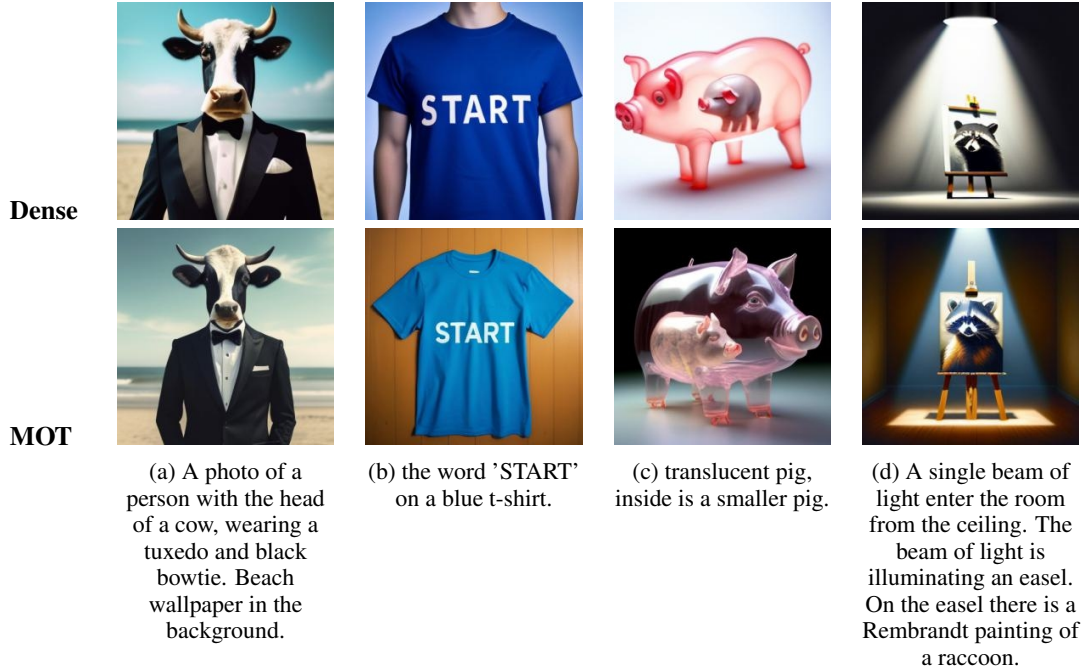 START
Dense
START
MOT
(a) A photo of a
person with the head
of a cow, wearing a
tuxedo and black
bowtie. Beach
wallpaper in the
background.
(b) the word ’START’
on a blue t-shirt.
(c) translucent pig,
inside is a smaller pig.
(d) A single beam of
light enter the room
from the ceiling. The
beam of light is
illuminating an easel.
On the easel there is a
Rembrandt painting of
a raccoon.